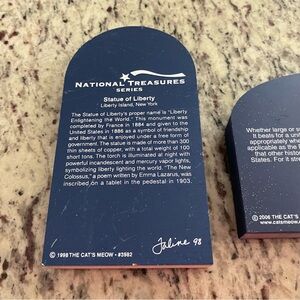 NATIONAL TREASURES
SERIES
Statue of Liberty
Liberty Island, New York
The Statue of Liberty's proper name is "Liberty
Enlightening the World." This monument was
completed by France in 1884 and given to the
United States in 1886 as a symbol of friendship
and liberty that is enjoyed under a free form of
government. The statue is made of more than 300
thin sheets of copper, with a total weight of 100
short tons. The torch is illuminated at night with
powerful incandescent and mercury vapor lights,
symbolizing liberty lighting the world. "The New
Colossus," a poem written by Emma Lazarus, was
inscribed on a tablet in the pedestal in 1903.
Faline 98
© 1998 THE CAT'S MEOW • #3582
Whether large or s
It beats for a unif
appropriately whe
applicable as the
that other histor
States. For it stre
© 2006 THE CAT'S
www.catsmeow.